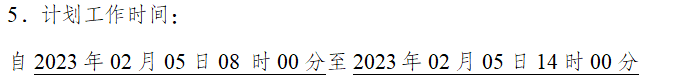 5．计划工作时间：
自 2023 年 02 月 05 日 08 时 00 分至 2023 年 02 月 05 日 14 时 00 分